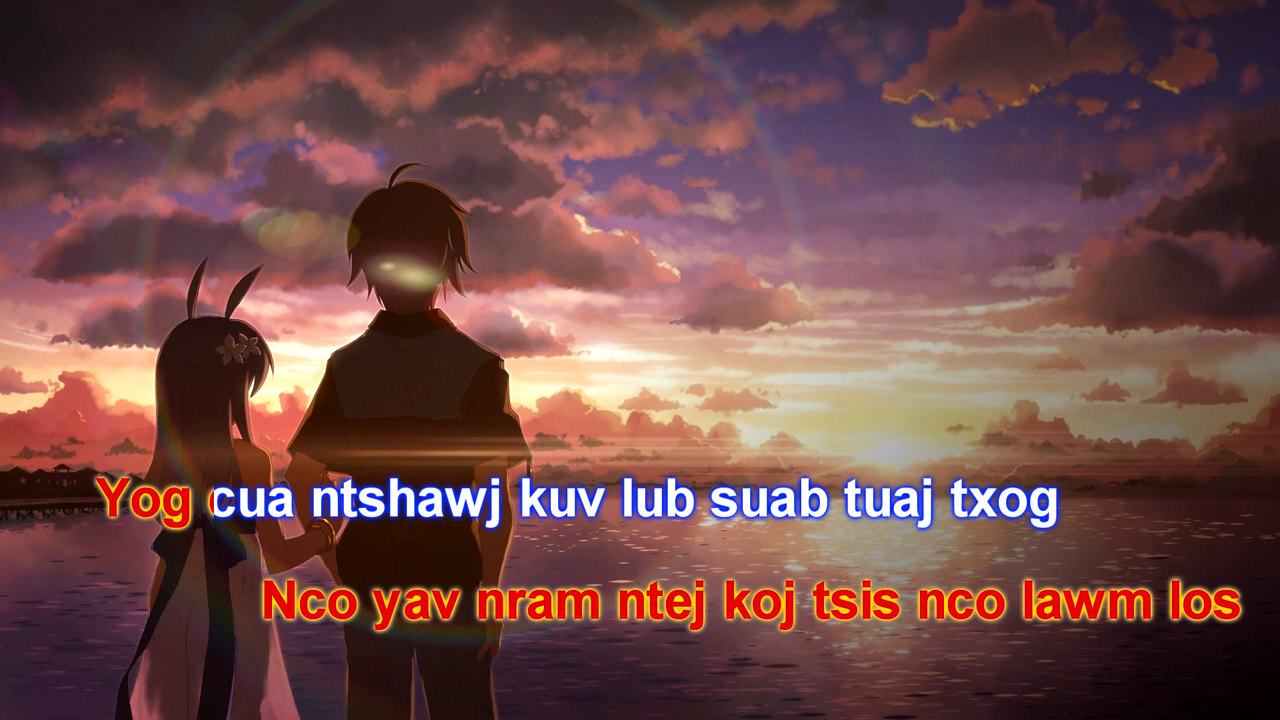 Yog cua ntshawj kuv lub suab tuaj txog
Nco yav nram ntej koj tsis nco lawm los